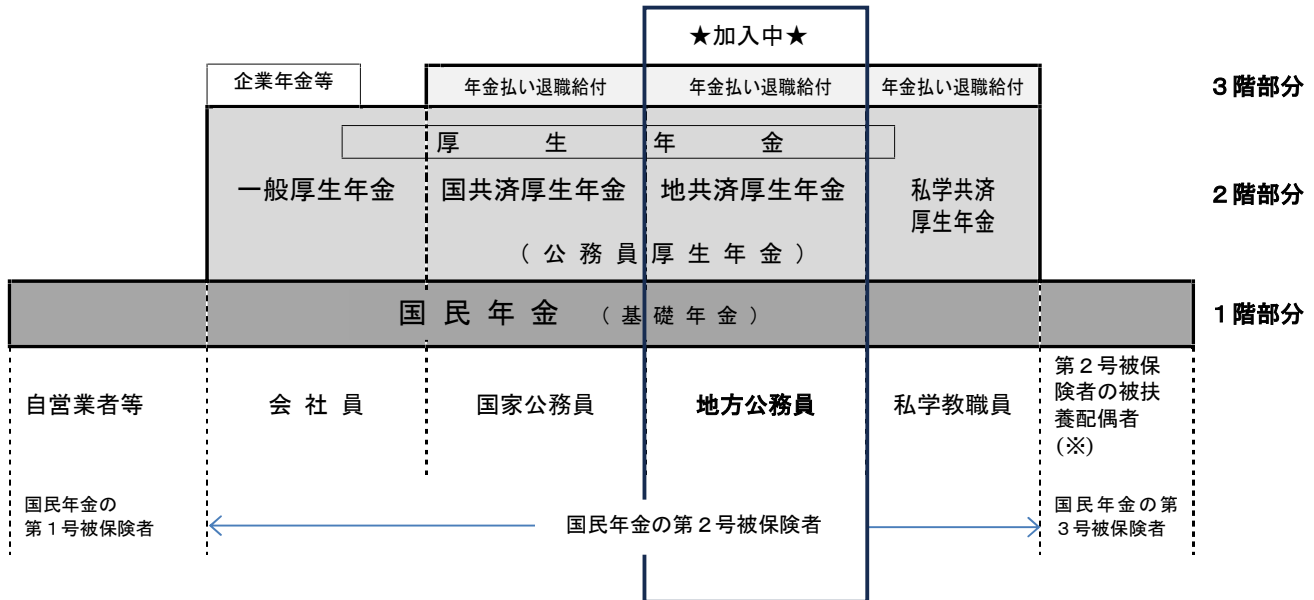 ★加入中★
企業年金等
年金払い退職給付
年金払い退職給付
年金払い退職給付
3階部分
厚生年金
一般厚生年金
国共済厚生年金
地共済厚生年金
私学共済
厚生年金
2階部分
(公務員厚生年金)
国民年金 (基礎年金)
1階部分
自営業者等
会社員
国家公務員
地方公務員
私学教職員
第2号被保
険者の被扶
養配偶者
(※)
国民年金の
第1号被保険者
国民年金の第2号被保険者
国民年金の第
3号被保険者